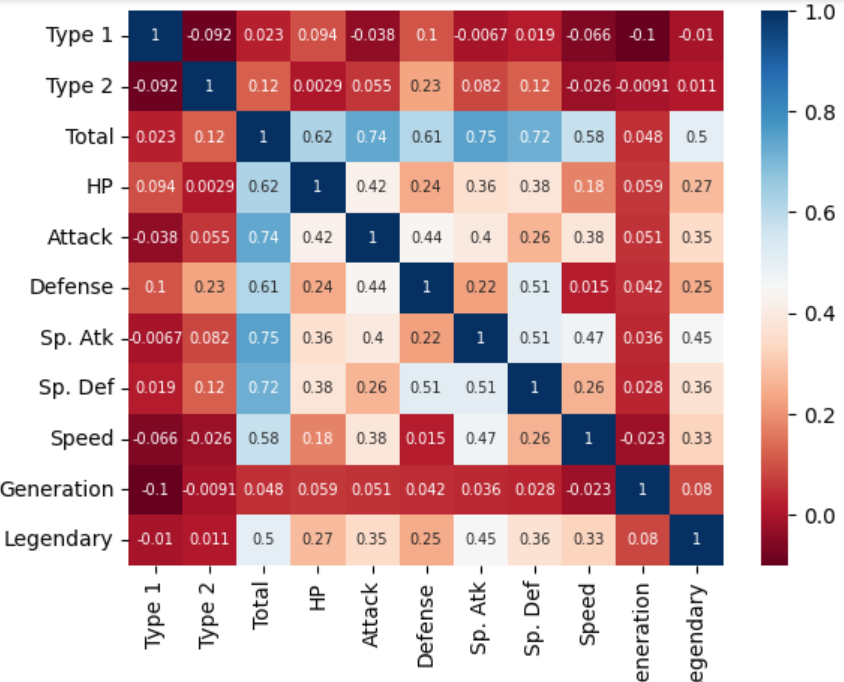 Type 1 1 -0.092 0.023 0.094 -0.038 0.1 -0.0067 0.019 -0.066 -0.1 -0.01
Type 2 -0.092 1 0.12 0.0029 0.055 0.23 0.082 0.12 -0.026 -0.0091 0.011
Total 0.023 0.12 1 0.62 0.74 0.61 0.75 0.72 0.58 0.048 0.5
HP 0.094 0.0029 0.62 1 0.42 0.24 0.36 0.38 0.18 0.059 0.27
Attack -0.038 0.055 0.74 0.42 1 0.44 0.4 0.26 0.38 0.051 0.35
Defense 0.1 0.23 0.61 0.24 0.44 1 0.22 0.51 0.015 0.042 0.25
Sp. Atk -0.0067 0.082 0.75 0.36 0.4 0.22 1 0.51 0.47 0.036 0.45
Sp. Def 0.019 0.12 0.72 0.38 0.26 0.51 0.51 1 0.26 0.028 0.36
Speed -0.066 -0.026 0.58 0.18 0.38 0.015 0.47 0.26 1 -0.023 0.33
Generation -0.1 -0.0091 0.048 0.059 0.051 0.042 0.036 0.028 -0.023 1 0.08
Legendary -0.01 0.011 0.5 0.27 0.35 0.25 0.45 0.36 0.33 0.08 1
Type 1
Type 2
Total
HP
Attack
Defense
Sp. Atk
Sp. Def
Speed
eneration
egendary
1.0
0.8
0.6
0.4
0.2
0.0